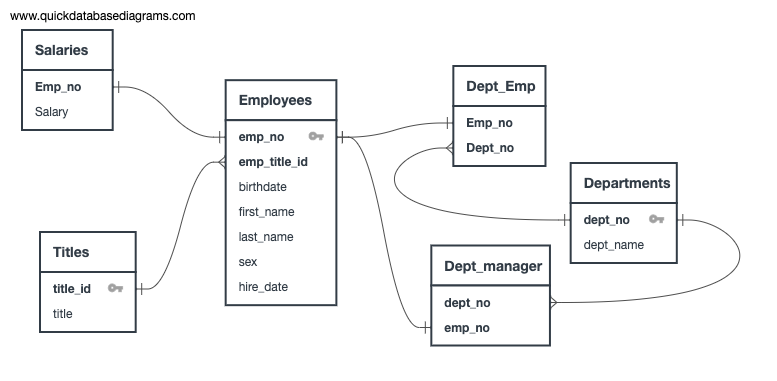 www.quickdatabasediagrams.com
Salaries
Emp_no
Salary
Employees
emp_no
emp_title_id
birthdate
first_name
last_name
sex
hire_date
Titles
title_id
title
Dept_Emp
Emp_no
Dept_no
Departments
dept_no
dept_name
Dept_manager
dept_no
emp_no